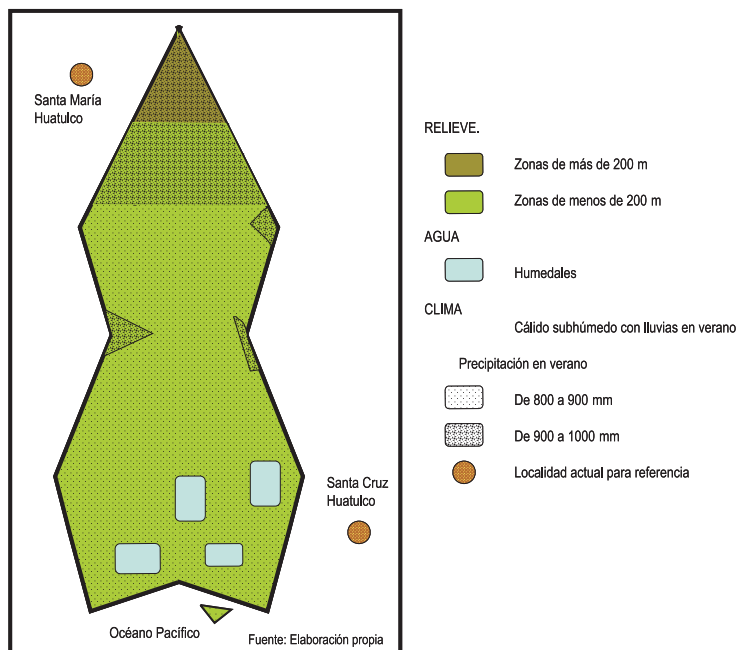 Santa María
Huatulco
Santa Cruz
Huatulco
Océano Pacífico
Fuente: Elaboración propia
RELIEVE.
Zonas de más de 200 m
Zonas de menos de 200 m
AGUA
Humedales
CLIMA
Cálido subhúmedo con lluvias en verano
Precipitación en verano
De 800 a 900 mm
De 900 a 1000 mm
Localidad actual para referencia